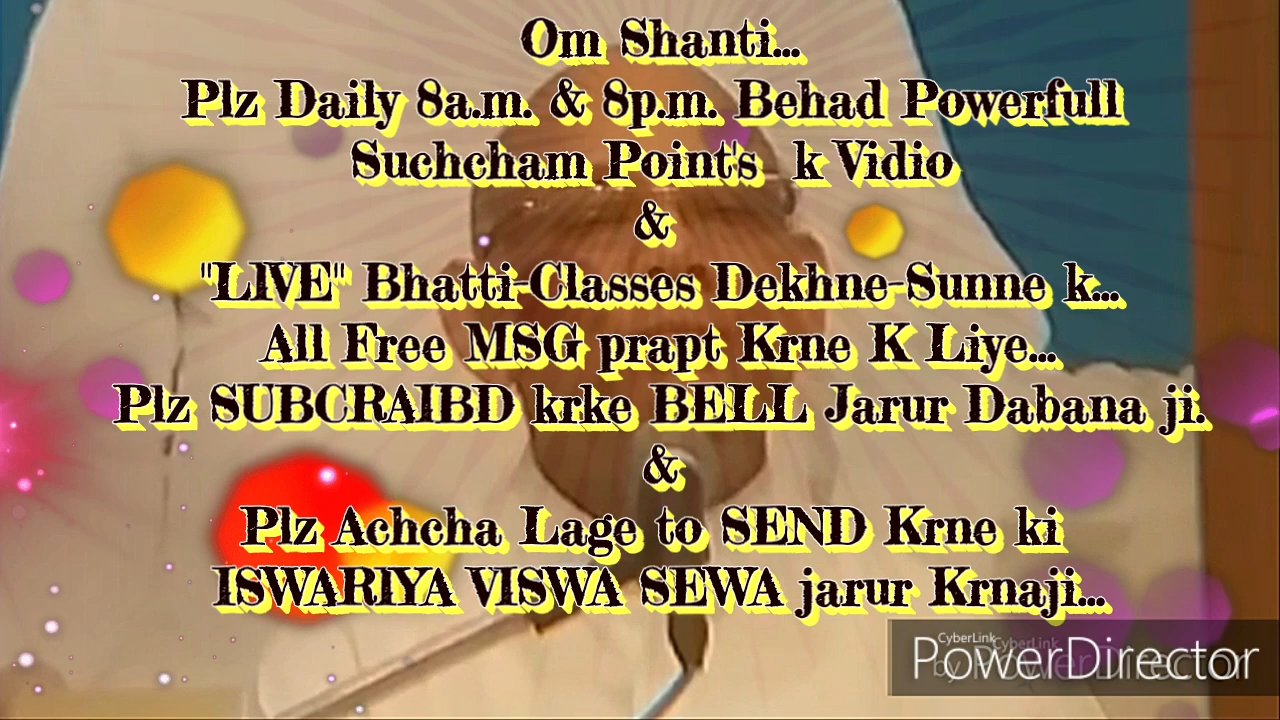 Om Shanti...
Plz Daily 8a.m. & 8p.m. Behad Powerfull
Suchcham Point's k Vidio
&
"LIVE" Bhatti-Classes Dekhne-Sunne k...
All Free MSG prapt Krne K Liye...
Plz SUBCRAIBD krke BELL Jarur Dabana ji.
&
Plz Achcha Lage to SEND Krne ki
ISWARIYA VISWA SEWA jarur Krnaji...
CyberLink
by PowerDirector